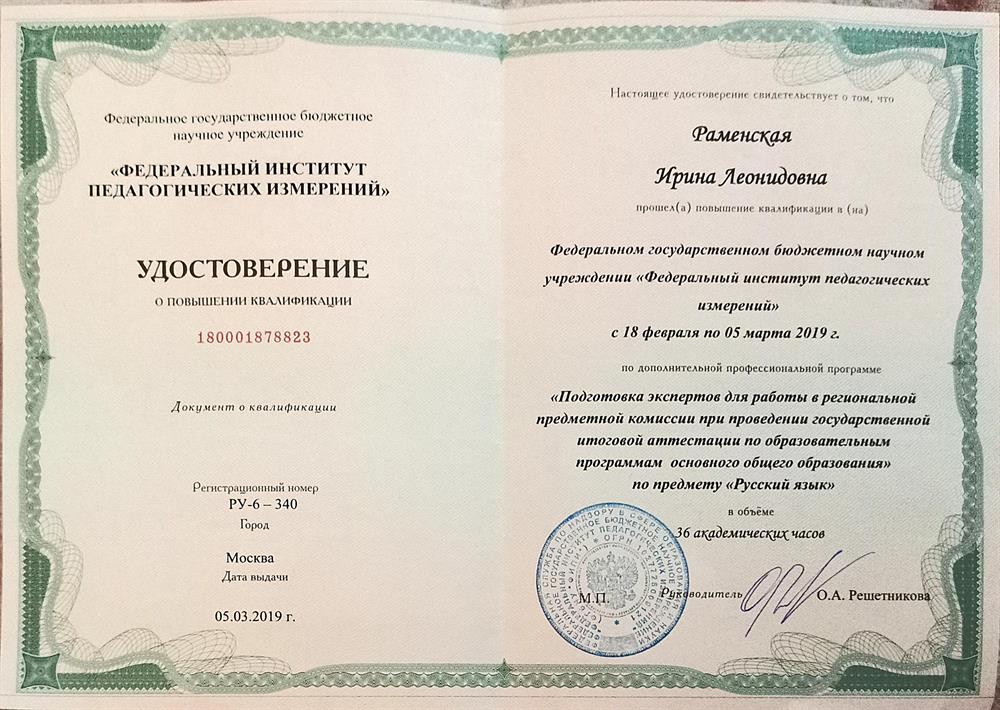 Федеральное государственное бюджетное
научное учреждение
«ФЕДЕРАЛЬНЫЙ ИНСТИТУТ
ПЕДАГОГИЧЕСКИХ ИЗМЕРЕНИЙ»
УДОСТОВЕРЕНИЕ
О ПОВЫШЕНИИ КВАЛИФИКАЦИИ
180001878823
Документ о квалификации
Регистрационный номер
РУ-6 – 340
Город
Москва
Дата выдачи
05.03.2019 г.
Настоящее удостоверение свидетельствует о том, что
Раменская
Ирина Леонидовна
прошел(а) повышение квалификации в (на)
Федеральном государственном бюджетном научном
учреждении «Федеральный институт педагогических
измерений»
с 18 февраля по 05 марта 2019 г.
по дополнительной профессиональной программе
«Подготовка экспертов для работы в региональной
предметной комиссии при проведении государственной
итоговой аттестации по образовательным
программам основного общего образования»
по предмету «Русский язык»
в объёме
36 академических часов
М.П.
Руководитель
О.А. Решетникова